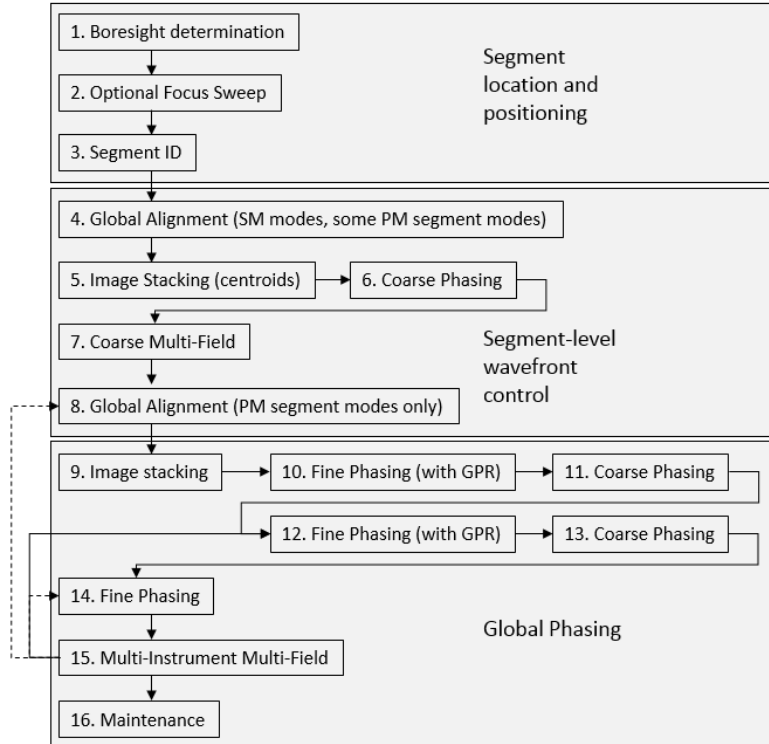 1. Boresight determination
2. Optional Focus Sweep
3. Segment ID
Segment
location and
positioning
4. Global Alignment (SM modes, some PM segment modes)
5. Image Stacking (centroids)
6. Coarse Phasing
7. Coarse Multi-Field
8. Global Alignment (PM segment modes only)
Segment-level
wavefront
control
9. Image stacking
10. Fine Phasing (with GPR)
11. Coarse Phasing
12. Fine Phasing (with GPR)
13. Coarse Phasing
14. Fine Phasing
15. Multi-Instrument Multi-Field
16. Maintenance
Global Phasing